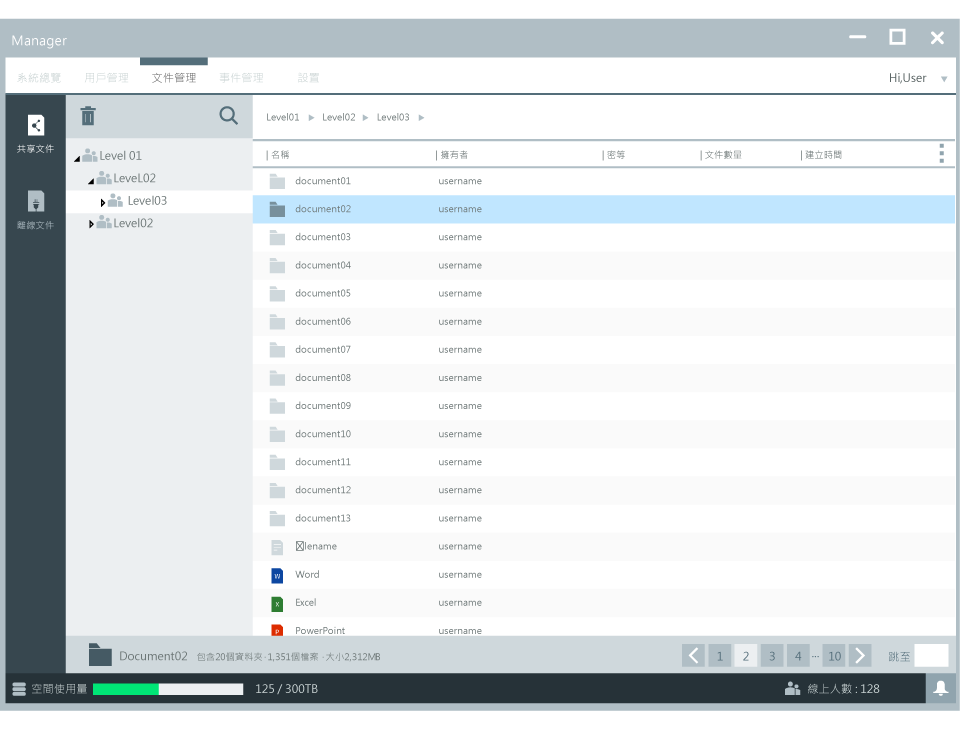 Manager
系統總覽 用戶管理 文件管理 事件管理 設置 Hi,User
共享文件
離線文件
Level 01
LeveL02
Level03
Level02
Level01 Level02 Level03
名稱 擁有者 密等 文件數量 建立時間
document01 username
document02 username
document03 username
document04 username
document05 username
document06 username
document07 username
document08 username
document09 username
document10 username
document11 username
document12 username
document13 username
lename username
W Word username
X Excel username
P PowerPoint username
Document02 包含20個資料夾·1,351個檔案·大小2,312MB
1 2 3 4 ··· 10 跳至
空間使用量 125 / 300TB 線上人數 : 128